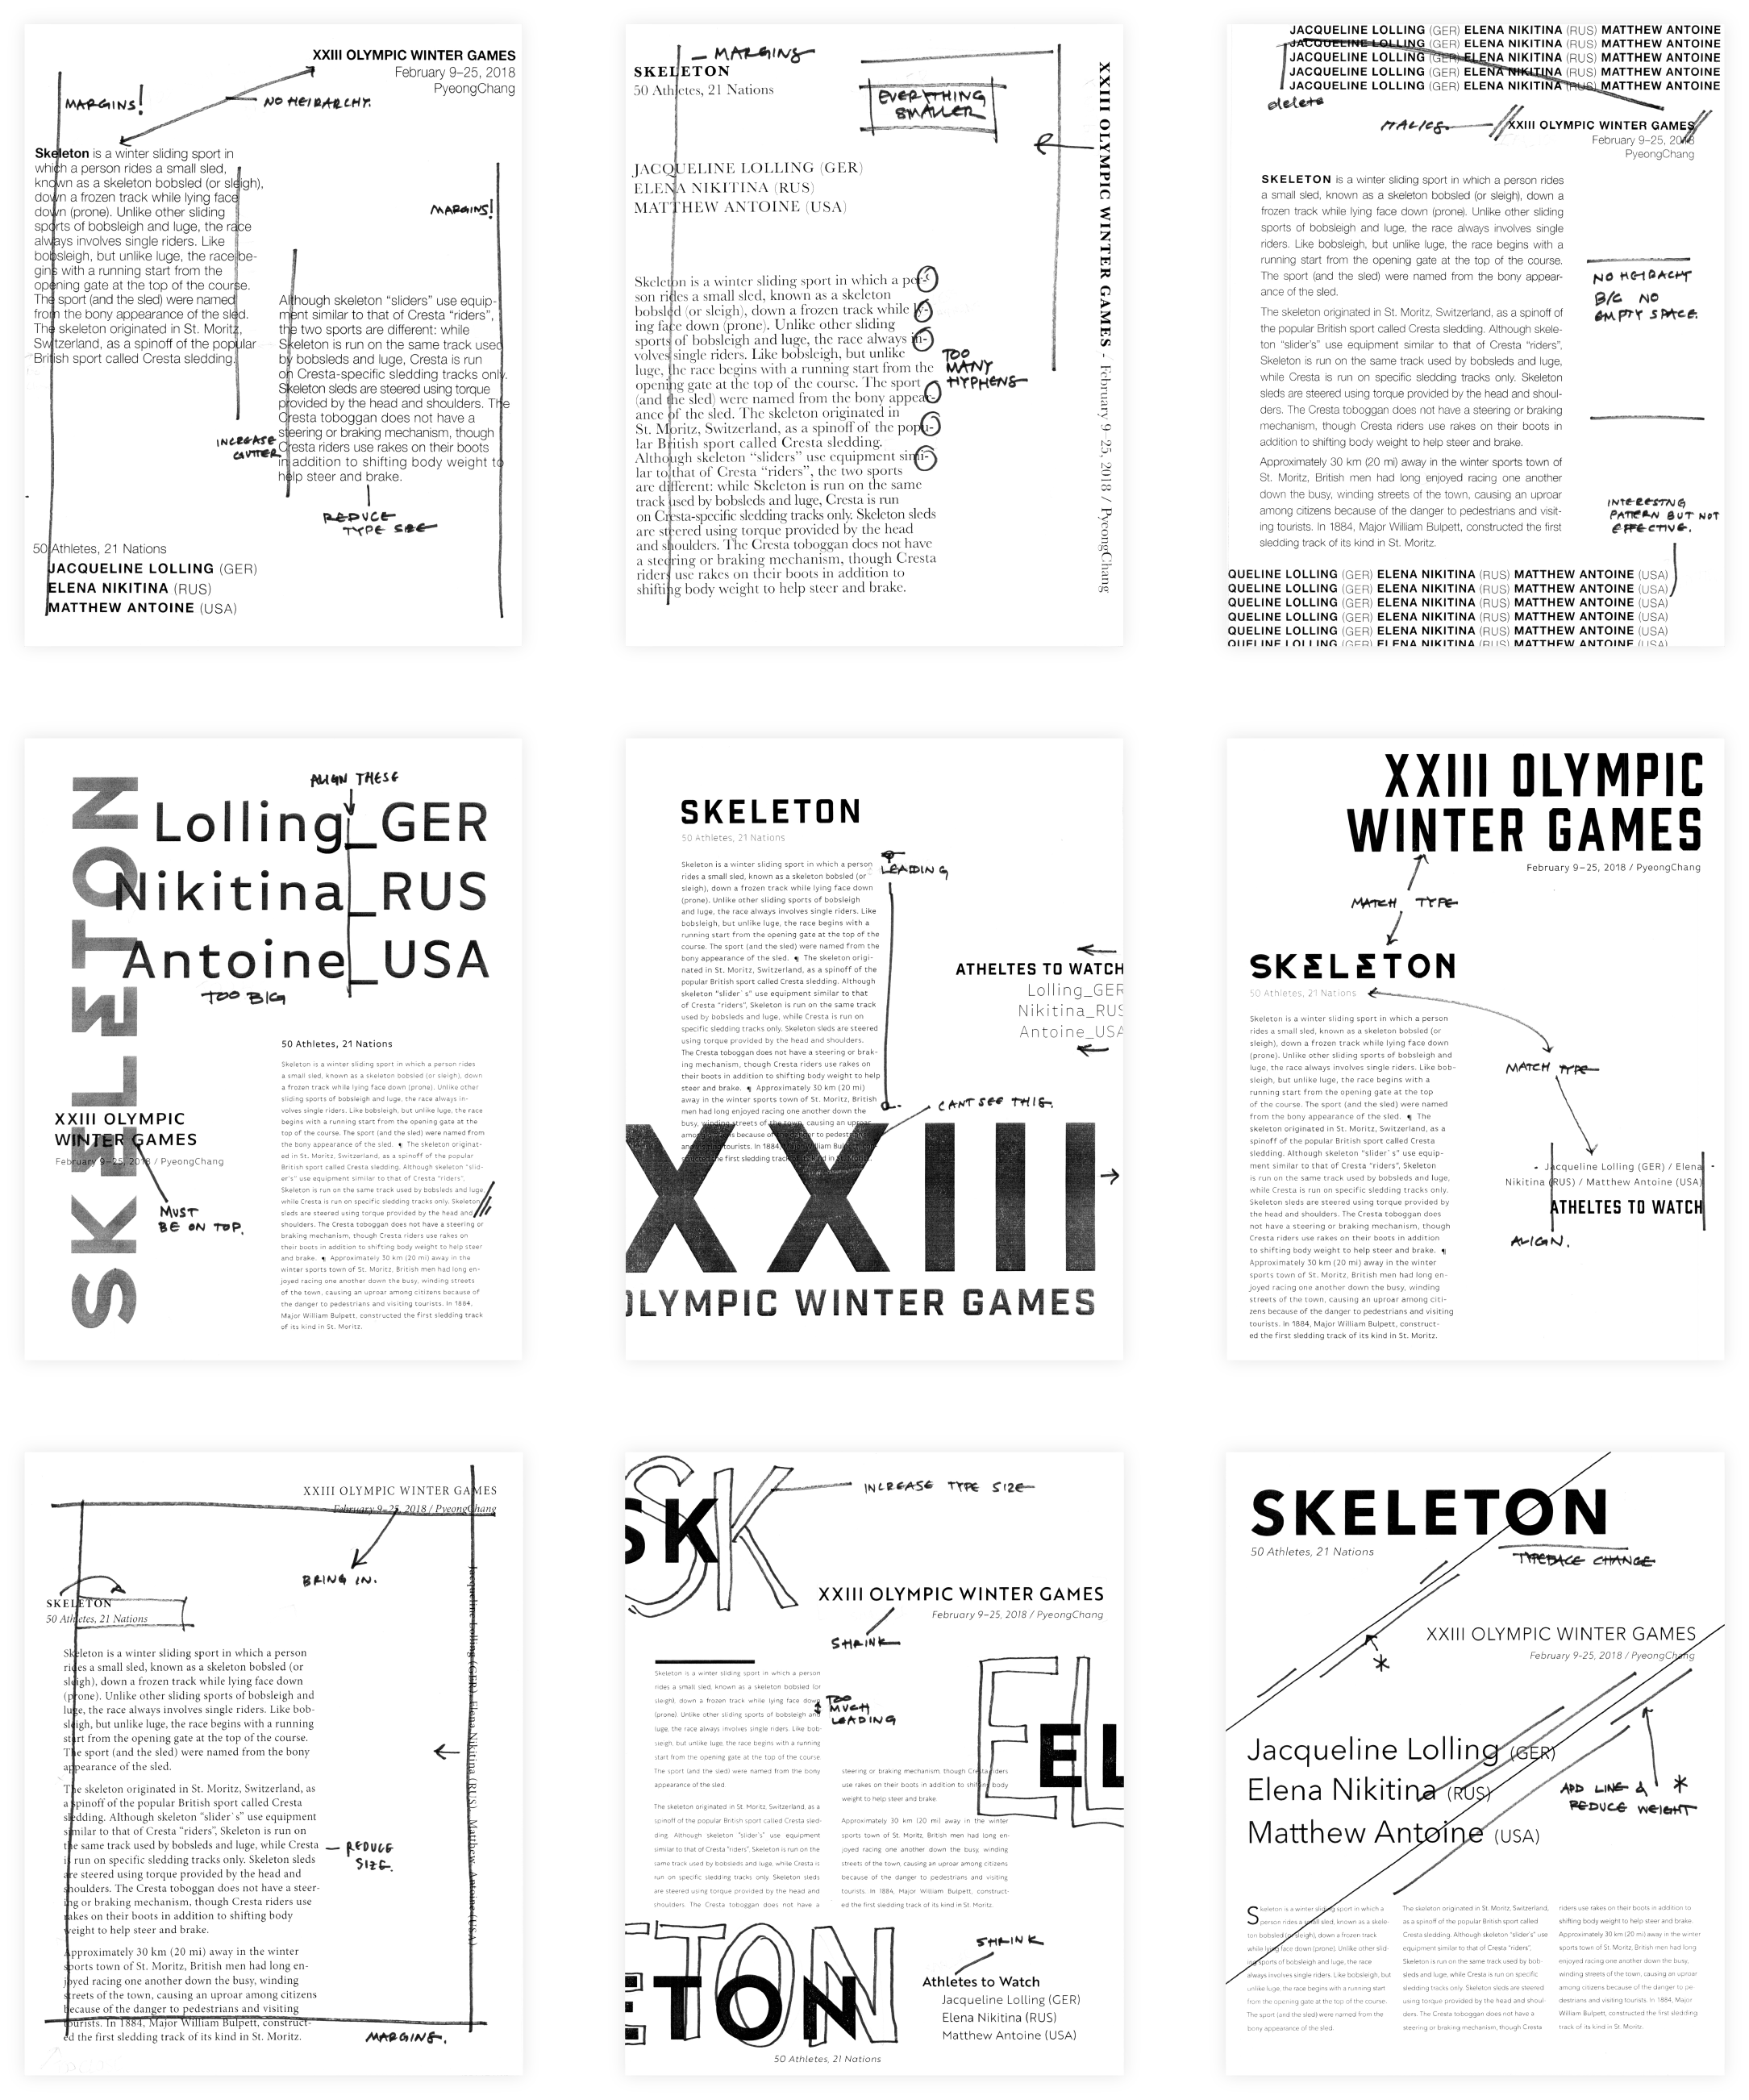 XXIII OLYMPIC WINTER GAMES
February 9–25, 2018
PyeongChang
MARGINS!
NO HEIRARCHY.
Skeleton is a winter sliding sport in
which a person rides a small sled,
known as a skeleton bobsled (or sleigh),
down a frozen track while lying face
down (prone). Unlike other sliding
sports of bobsleigh and luge, the race
always involves single riders. Like
bobsleigh, but unlike luge, the race be-
gins with a running start from the
opening gate at the top of the course.
The sport (and the sled) were named
from the bony appearance of the sled.
The skeleton originated in St. Moritz,
Switzerland, as a spinoff of the popular
British sport called Cresta sledding.
MARGINS!
Although skeleton “sliders” use equip-
ment similar to that of Cresta “riders”,
the two sports are different: while
Skeleton is run on the same track used
by bobsleds and luge, Cresta is run
on Cresta-specific sledding tracks only.
Skeleton sleds are steered using torque
provided by the head and shoulders. The
Cresta toboggan does not have a
steering or braking mechanism, though
Cresta riders use rakes on their boots
in addition to shifting body weight to
help steer and brake.
INCREASE
GUTTER
REDUCE
TYPE SIZE
50 Athletes, 21 Nations
JACQUELINE LOLLING (GER)
ELENA NIKITINA (RUS)
MATTHEW ANTOINE (USA)
MARGINS
SKELETON
50 Athletes, 21 Nations
EVERYTHING
SMALLER
JACQUELINE LOLLING (GER)
ELENA NIKITINA (RUS)
MATTHEW ANTOINE (USA)
Skeleton is a winter sliding sport in which a per-
son rides a small sled, known as a skeleton
bobsled (or sleigh), down a frozen track while ly-
ing face down (prone). Unlike other sliding
sports of bobsleigh and luge, the race always in-
volves single riders. Like bobsleigh, but unlike
luge, the race begins with a running start from the
opening gate at the top of the course. The sport
(and the sled) were named from the bony appear-
ance of the sled. The skeleton originated in
St. Moritz, Switzerland, as a spinoff of the popu-
lar British sport called Cresta sledding.
Although skeleton “sliders” use equipment simi-
lar to that of Cresta “riders”, the two sports
are different: while Skeleton is run on the same
track used by bobsleds and luge, Cresta is run
on Cresta-specific sledding tracks only. Skeleton sleds
are steered using torque provided by the head
and shoulders. The Cresta toboggan does not have
a steering or braking mechanism, though Cresta
riders use rakes on their boots in addition to
shifting body weight to help steer and brake.
TOO
MANY
HYPHENS
XXIII OLYMPIC WINTER GAMES - February 9–25, 2018 / PyeongChang
JACQUELINE LOLLING (GER) ELENA NIKITINA (RUS) MATTHEW ANTOINE
JACQUELINE LOLLING (GER) ELENA NIKITINA (RUS) MATTHEW ANTOINE
JACQUELINE LOLLING (GER) ELENA NIKITINA (RUS) MATTHEW ANTOINE
JACQUELINE LOLLING (GER) ELENA NIKITINA (RUS) MATTHEW ANTOINE
JACQUELINE LOLLING (GER) ELENA NIKITINA (RUS) MATTHEW ANTOINE
delete
ITALICS
XXIII OLYMPIC WINTER GAMES
February 9–25, 2018
PyeongChang
SKELETON is a winter sliding sport in which a person rides
a small sled, known as a skeleton bobsled (or sleigh), down a
frozen track while lying face down (prone). Unlike other sliding
sports of bobsleigh and luge, the race always involves single
riders. Like bobsleigh, but unlike luge, the race begins with a
running start from the opening gate at the top of the course.
The sport (and the sled) were named from the bony appear-
ance of the sled.
The skeleton originated in St. Moritz, Switzerland, as a spinoff of
the popular British sport called Cresta sledding. Although skele-
ton “slider’s” use equipment similar to that of Cresta “riders”,
Skeleton is run on the same track used by bobsleds and luge,
while Cresta is run on specific sledding tracks only. Skeleton
sleds are steered using torque provided by the head and shoul-
ders. The Cresta toboggan does not have a steering or braking
mechanism, though Cresta riders use rakes on their boots in
addition to shifting body weight to help steer and brake.
Approximately 30 km (20 mi) away in the winter sports town of
St. Moritz, British men had long enjoyed racing one another
down the busy, winding streets of the town, causing an uproar
among citizens because of the danger to pedestrians and visit-
ing tourists. In 1884, Major William Bulpett, constructed the first
sledding track of its kind in St. Moritz.
NO HEIRACHY
B/C NO
EMPTY SPACE.
INTERESTNG
PATTERN BUT NOT
EFFECTIVE.
QUELINE LOLLING (GER) ELENA NIKITINA (RUS) MATTHEW ANTOINE (USA)
QUELINE LOLLING (GER) ELENA NIKITINA (RUS) MATTHEW ANTOINE (USA)
QUELINE LOLLING (GER) ELENA NIKITINA (RUS) MATTHEW ANTOINE (USA)
QUELINE LOLLING (GER) ELENA NIKITINA (RUS) MATTHEW ANTOINE (USA)
QUELINE LOLLING (GER) ELENA NIKITINA (RUS) MATTHEW ANTOINE (USA)
QUELINE LOLLING (GER) ELENA NIKITINA (RUS) MATTHEW ANTOINE (USA)
SKELETON
ALIGN THESE
Lolling_GER
Nikitina_RUS
Antoine_USA
TOO BIG
50 Athletes, 21 Nations
Skeleton is a winter sliding sport in which a person rides
a small sled, known as a skeleton bobsled (or sleigh), down
a frozen track while lying face down (prone). Unlike other
sliding sports of bobsleigh and luge, the race always in-
volves single riders. Like bobsleigh, but unlike luge, the race
begins with a running start from the opening gate at the
top of the course. The sport (and the sled) were named from
the bony appearance of the sled. ¶ The skeleton originat-
ed in St. Moritz, Switzerland, as a spinoff of the popular
British sport called Cresta sledding. Although skeleton “slid-
er’s” use equipment similar to that of Cresta “riders”,
Skeleton is run on the same track used by bobsleds and luge,
while Cresta is run on specific sledding tracks only. Skeleton
sleds are steered using torque provided by the head and
shoulders. The Cresta toboggan does not have a steering or
braking mechanism, though Cresta riders use rakes on
their boots in addition to shifting body weight to help steer
and brake. ¶ Approximately 30 km (20 mi) away in the
winter sports town of St. Moritz, British men had long en-
joyed racing one another down the busy, winding streets
of the town, causing an uproar among citizens because of
the danger to pedestrians and visiting tourists. In 1884,
Major William Bulpett, constructed the first sledding track
of its kind in St. Moritz.
XXIII OLYMPIC
WINTER GAMES
February 9–25, 2018 / PyeongChang
MUST
BE ON TOP.
SKELETON
50 Athletes, 21 Nations
Skeleton is a winter sliding sport in which a person
rides a small sled, known as a skeleton bobsled (or
sleigh), down a frozen track while lying face down
(prone). Unlike other sliding sports of bobsleigh
and luge, the race always involves single riders. Like
bobsleigh, but unlike luge, the race begins with a
running start from the opening gate at the top of the
course. The sport (and the sled) were named from the
bony appearance of the sled. ¶ The skeleton origi-
nated in St. Moritz, Switzerland, as a spinoff of the
popular British sport called Cresta sledding. Although
skeleton “slider`s” use equipment similar to that
of Cresta “riders”, Skeleton is run on the same track
used by bobsleds and luge, while Cresta is run on
specific sledding tracks only. Skeleton sleds are steered
using torque provided by the head and shoulders.
The Cresta toboggan does not have a steering or brak-
ing mechanism, though Cresta riders use rakes on
their boots in addition to shifting body weight to help
steer and brake. ¶ Approximately 30 km (20 mi)
away in the winter sports town of St. Moritz, British
men had long enjoyed racing one another down the
busy, winding streets of the town, causing an uproar
LEADING
ATHELTES TO WATCH
Lolling_GER
Nikitina_RUS
Antoine_USA
CANT SEE THIS.
XXIII
OLYMPIC WINTER GAMES
XXIII OLYMPIC
WINTER GAMES
February 9–25, 2018 / PyeongChang
MATCH TYPE
SKELETON
50 Athletes, 21 Nations
Skeleton is a winter sliding sport in which a person
rides a small sled, known as a skeleton bobsled (or
sleigh), down a frozen track while lying face down
(prone). Unlike other sliding sports of bobsleigh and
luge, the race always involves single riders. Like bob-
sleigh, but unlike luge, the race begins with a
running start from the opening gate at the top
of the course. The sport (and the sled) were named
from the bony appearance of the sled. ¶ The
skeleton originated in St. Moritz, Switzerland, as a
spinoff of the popular British sport called Cresta
sledding. Although skeleton “slider`s” use equip-
ment similar to that of Cresta “riders”, Skeleton
is run on the same track used by bobsleds and luge,
while Cresta is run on specific sledding tracks only.
Skeleton sleds are steered using torque provided by
the head and shoulders. The Cresta toboggan does
not have a steering or braking mechanism, though
Cresta riders use rakes on their boots in addition
to shifting body weight to help steer and brake. ¶
Approximately 30 km (20 mi) away in the winter
sports town of St. Moritz, British men had long en-
joyed racing one another down the busy, winding
streets of the town, causing an uproar among citi-
zens because of the danger to pedestrians and visiting
tourists. In 1884, Major William Bulpett, construct-
ed the first sledding track of its kind in St. Moritz.
MATCH TYPE
Jacqueline Lolling (GER) / Elena
Nikitina (RUS) / Matthew Antoine (USA)
ATHELTES TO WATCH
ALIGN.
XXIII OLYMPIC WINTER GAMES
February 9–25, 2018 / PyeongChang
BRING IN.
SKELETON
50 Athletes, 21 Nations
Skeleton is a winter sliding sport in which a person
rides a small sled, known as a skeleton bobsled (or
sleigh), down a frozen track while lying face down
(prone). Unlike other sliding sports of bobsleigh and
luge, the race always involves single riders. Like bob-
sleigh, but unlike luge, the race begins with a running
start from the opening gate at the top of the course.
The sport (and the sled) were named from the bony
appearance of the sled.
The skeleton originated in St. Moritz, Switzerland, as
a spinoff of the popular British sport called Cresta
sledding. Although skeleton “slider`s” use equipment
similar to that of Cresta “riders”, Skeleton is run on
the same track used by bobsleds and luge, while Cresta
is run on specific sledding tracks only. Skeleton sleds
are steered using torque provided by the head and
shoulders. The Cresta toboggan does not have a steer-
ing or braking mechanism, though Cresta riders use
rakes on their boots in addition to shifting body
weight to help steer and brake.
Approximately 30 km (20 mi) away in the winter
sports town of St. Moritz, British men had long en-
joyed racing one another down the busy, winding
streets of the town, causing an uproar among citizens
because of the danger to pedestrians and visiting
tourists. In 1884, Major William Bulpett, construct-
ed the first sledding track of its kind in St. Moritz.
REDUCE
SIZE.
MARGINS.
Jacqueline Lolling (GER), Elena Nikitina (RUS), Matthew Antoine (USA)
SK
SK
INCREASE TYPE SIZE
XXIII OLYMPIC WINTER GAMES
February 9–25, 2018 / PyeongChang
SHRINK
Skeleton is a winter sliding sport in which a person
rides a small sled, known as a skeleton bobsled (or
sleigh), down a frozen track while lying face down
(prone). Unlike other sliding sports of bobsleigh and
luge, the race always involves single riders. Like bob-
sleigh, but unlike luge, the race begins with a running
start from the opening gate at the top of the course.
The sport (and the sled) were named from the bony
appearance of the sled.
The skeleton originated in St. Moritz, Switzerland, as a
spinoff of the popular British sport called Cresta sled-
ding. Although skeleton “slider`s” use equipment
similar to that of Cresta “riders”, Skeleton is run on the
same track used by bobsleds and luge, while Cresta is
run on specific sledding tracks only. Skeleton sleds
are steered using torque provided by the head and
shoulders. The Cresta toboggan does not have a
TOO
MUCH
LEADING
EL
EL
steering or braking mechanism, though Cresta riders
use rakes on their boots in addition to shifting body
weight to help steer and brake.
Approximately 30 km (20 mi) away in the winter
sports town of St. Moritz, British men had long en-
joyed racing one another down the busy, winding
streets of the town, causing an uproar among citizens
because of the danger to pedestrians and visiting
tourists. In 1884, Major William Bulpett, construct-
ed the first sledding track of its kind in St. Moritz.
ETON
ETON
SHRINK
Athletes to Watch
Jacqueline Lolling (GER)
Elena Nikitina (RUS)
Matthew Antoine (USA)
50 Athletes, 21 Nations
SKELETON
50 Athletes, 21 Nations
TYPEFACE CHANGE
XXIII OLYMPIC WINTER GAMES
February 9-25, 2018 / PyeongChang
*
Jacqueline Lolling (GER)
Elena Nikitina (RUS)
Matthew Antoine (USA)
ADD LINE & *
REDUCE WEIGHT
Skeleton is a winter sliding sport in which a
person rides a small sled, known as a skele-
ton bobsled (or sleigh), down a frozen track
while lying face down (prone). Unlike other slid-
ing sports of bobsleigh and luge, the race
always involves single riders. Like bobsleigh, but
unlike luge, the race begins with a running start
from the opening gate at the top of the course.
The sport (and the sled) were named from the
bony appearance of the sled.
The skeleton originated in St. Moritz, Switzerland,
as a spinoff of the popular British sport called
Cresta sledding. Although skeleton “slider`s” use
equipment similar to that of Cresta “riders”,
Skeleton is run on the same track used by bob-
sleds and luge, while Cresta is run on specific
sledding tracks only. Skeleton sleds are steered
using torque provided by the head and shoul-
ders. The Cresta toboggan does not have a
steering or braking mechanism, though Cresta
riders use rakes on their boots in addition to
shifting body weight to help steer and brake.
Approximately 30 km (20 mi) away in the winter
sports town of St. Moritz, British men had long
enjoyed racing one another down the busy,
winding streets of the town, causing an uproar
among citizens because of the danger to pe-
destrians and visiting tourists. In 1884, Major
William Bulpett, constructed the first sledding
track of its kind in St. Moritz.